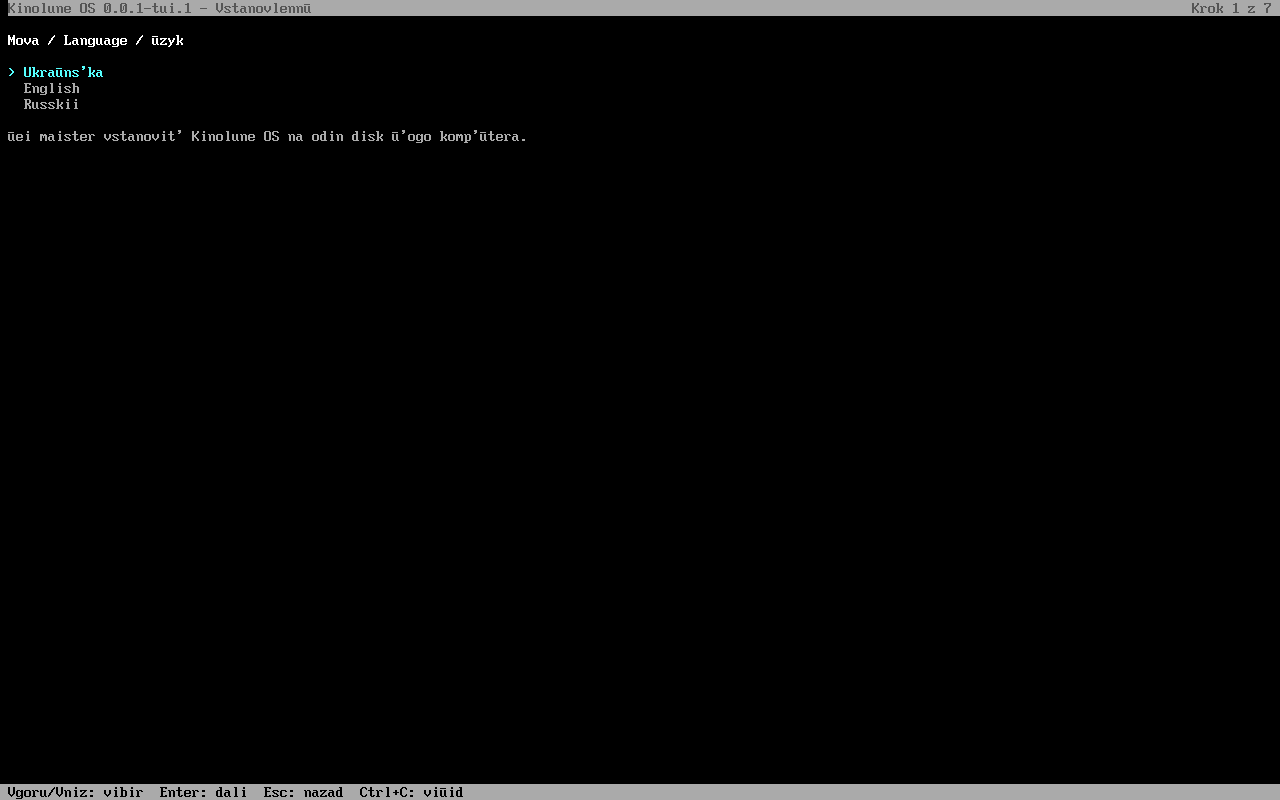 Kinolune OS 0.0.1-tui.1 - Vstanovlennū Krok 1 z 7
Mova / Language / ūzyk
> Ukraūns'ka
English
Russkii
ūei maister vstanovit' Kinolune OS na odin disk ū'ogo komp'ūtera.
Vgoru/Vniz: vibir Enter: dali Esc: nazad Ctrl+C: viūid